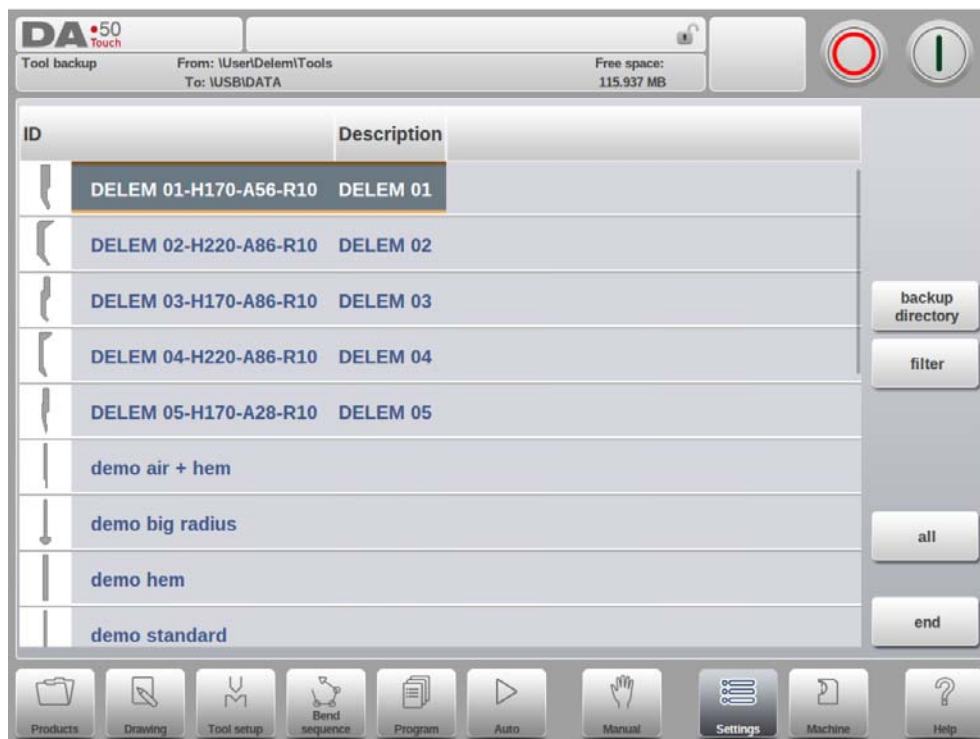 DA•50
Touch
Tool backup From: \User\Delem\Tools Free space:
To: \USB\DATA 115.937 MB
ID Description
DELEM 01-H170-A56-R10 DELEM 01
DELEM 02-H220-A86-R10 DELEM 02
DELEM 03-H170-A86-R10 DELEM 03
DELEM 04-H220-A86-R10 DELEM 04
DELEM 05-H170-A28-R10 DELEM 05
demo air + hem
demo big radius
demo hem
demo standard
backup
directory
filter
all
end
Products Drawing Tool setup Bend sequence Program Auto Manual Settings Machine Help